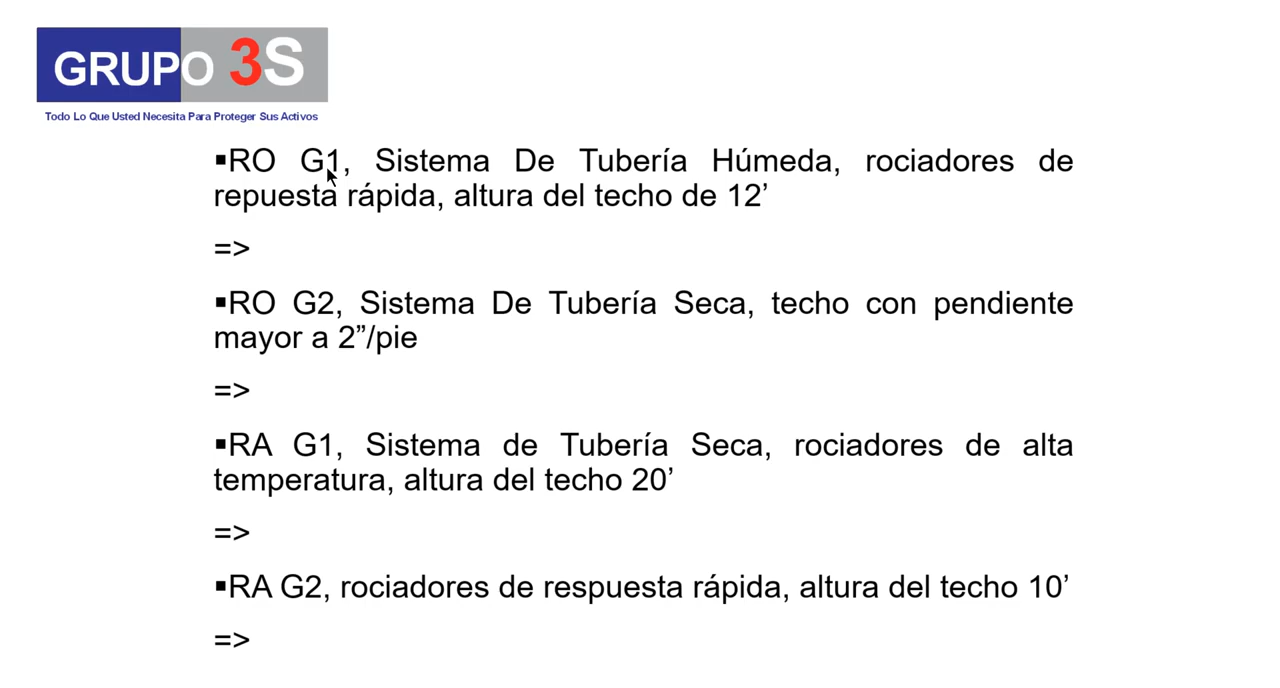 GRUPO 3S
Todo Lo Que Usted Necesita Para Proteger Sus Activos
▪RO G1, Sistema De Tubería Húmeda, rociadores de
repuesta rápida, altura del techo de 12’
=>
▪RO G2, Sistema De Tubería Seca, techo con pendiente
mayor a 2”/pie
=>
▪RA G1, Sistema de Tubería Seca, rociadores de alta
temperatura, altura del techo 20’
=>
▪RA G2, rociadores de respuesta rápida, altura del techo 10’
=>